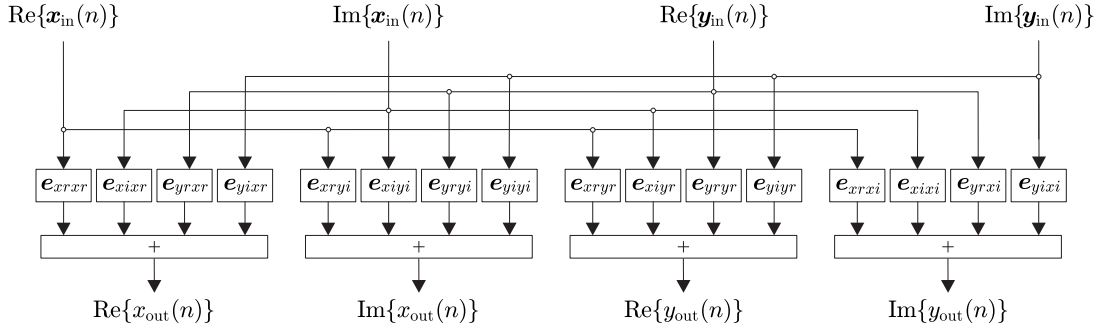 Re{x_in(n)} Im{x_in(n)} Re{y_in(n)} Im{y_in(n)}
e_xrxr e_xixr e_yrxr e_yixr e_xryi e_xiyi e_yryi e_yiyi e_xryr e_xiyr e_yryr e_yiyr e_xrxi e_xixi e_yrxi e_yixi
+ + + +
Re{x_out(n)} Im{x_out(n)} Re{y_out(n)} Im{y_out(n)}